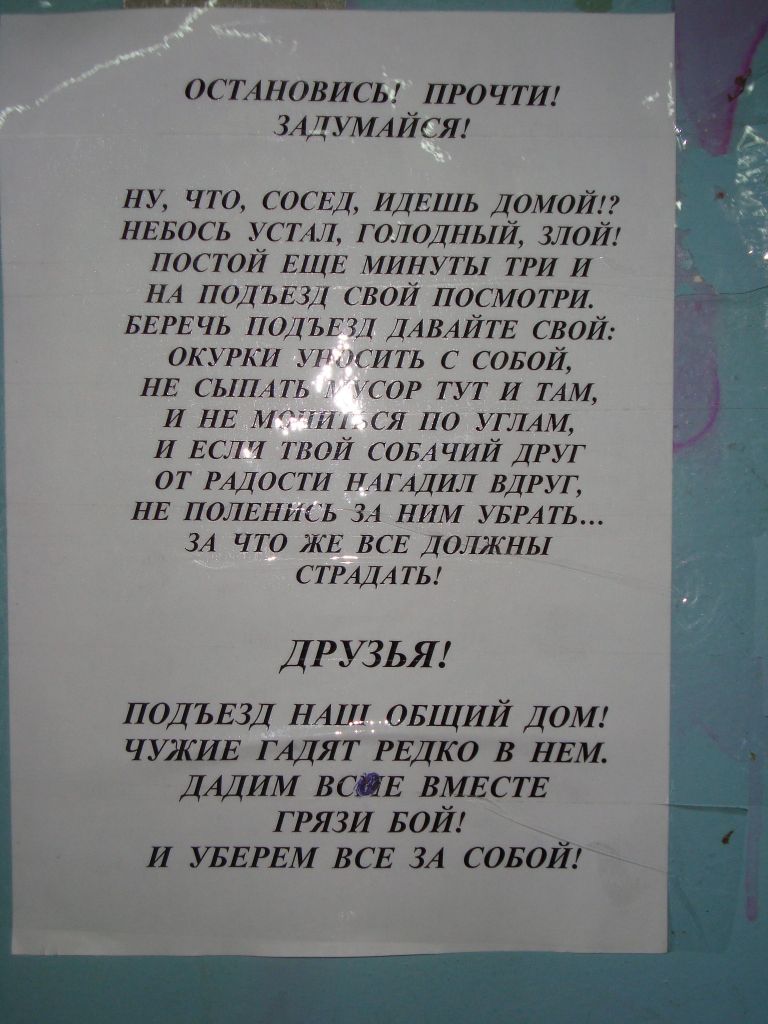 ОСТАНОВИСЬ! ПРОЧТИ!
ЗАДУМАЙСЯ!
НУ, ЧТО, СОСЕД, ИДЕШЬ ДОМОЙ!?
НЕБОСЬ УСТАЛ, ГОЛОДНЫЙ, ЗЛОЙ!
ПОСТОЙ ЕЩЕ МИНУТЫ ТРИ И
НА ПОДЪЕЗД СВОЙ ПОСМОТРИ.
БЕРЕЧЬ ПОДЪЕЗД ДАВАЙТЕ СВОЙ:
ОКУРКИ УНОСИТЬ С СОБОЙ,
НЕ СЫПАТЬ МУСОР ТУТ И ТАМ,
И НЕ МОЧИТЬСЯ ПО УГЛАМ,
И ЕСЛИ ТВОЙ СОБАЧИЙ ДРУГ
ОТ РАДОСТИ НАГАДИЛ ВДРУГ,
НЕ ПОЛЕНИСЬ ЗА НИМ УБРАТЬ...
ЗА ЧТО ЖЕ ВСЕ ДОЛЖНЫ
СТРАДАТЬ!
ДРУЗЬЯ!
ПОДЪЕЗД НАШ ОБЩИЙ ДОМ!
ЧУЖИЕ ГАДЯТ РЕДКО В НЕМ.
ДАДИМ ВМЕСТЕ
ГРЯЗИ БОЙ!
И УБЕРЕМ ВСЕ ЗА СОБОЙ!